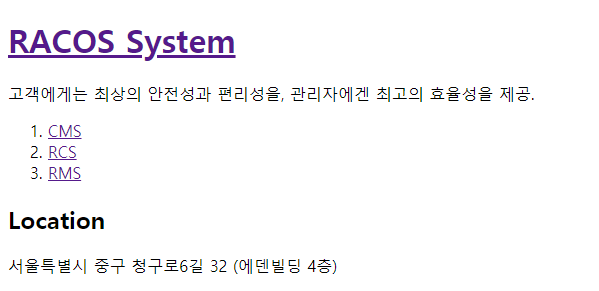 RACOS System
고객에게는 최상의 안전성과 편리성을, 관리자에겐 최고의 효율성을 제공.
1. CMS
2. RCS
3. RMS
Location
서울특별시 중구 청구로6길 32 (에덴빌딩 4층)